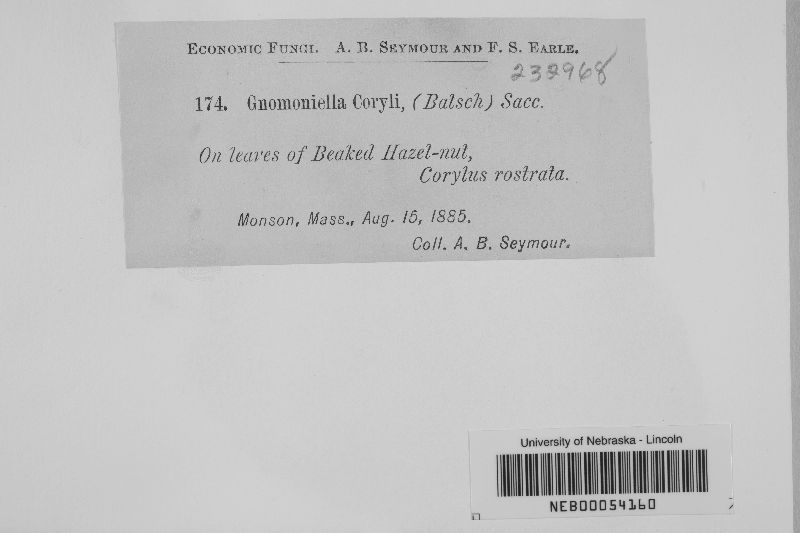 Economic Fungi. A. B. Seymour and F. S. Earle.
232968
174. Gnomoniella Coryli, (Batsch) Sacc.
On leaves of Beaked Hazel-nut,
Corylus rostrata.
Monson, Mass., Aug. 15, 1885.
Coll. A. B. Seymour.
University of Nebraska - Lincoln
NEB00054160